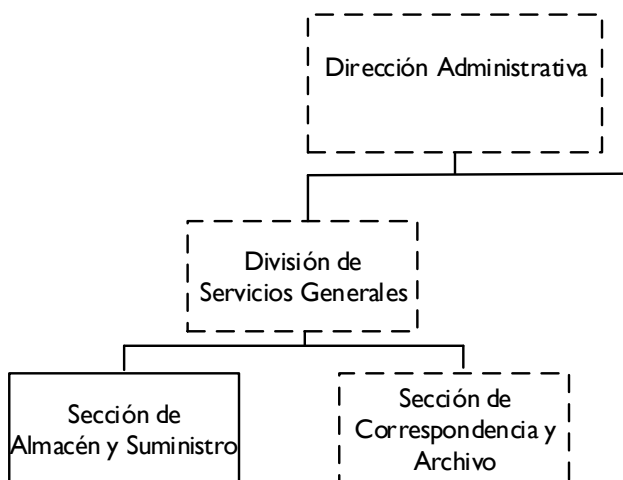 Dirección Administrativa
División de
Servicios Generales
Sección de
Almacén y Suministro
Sección de
Correspondencia y
Archivo